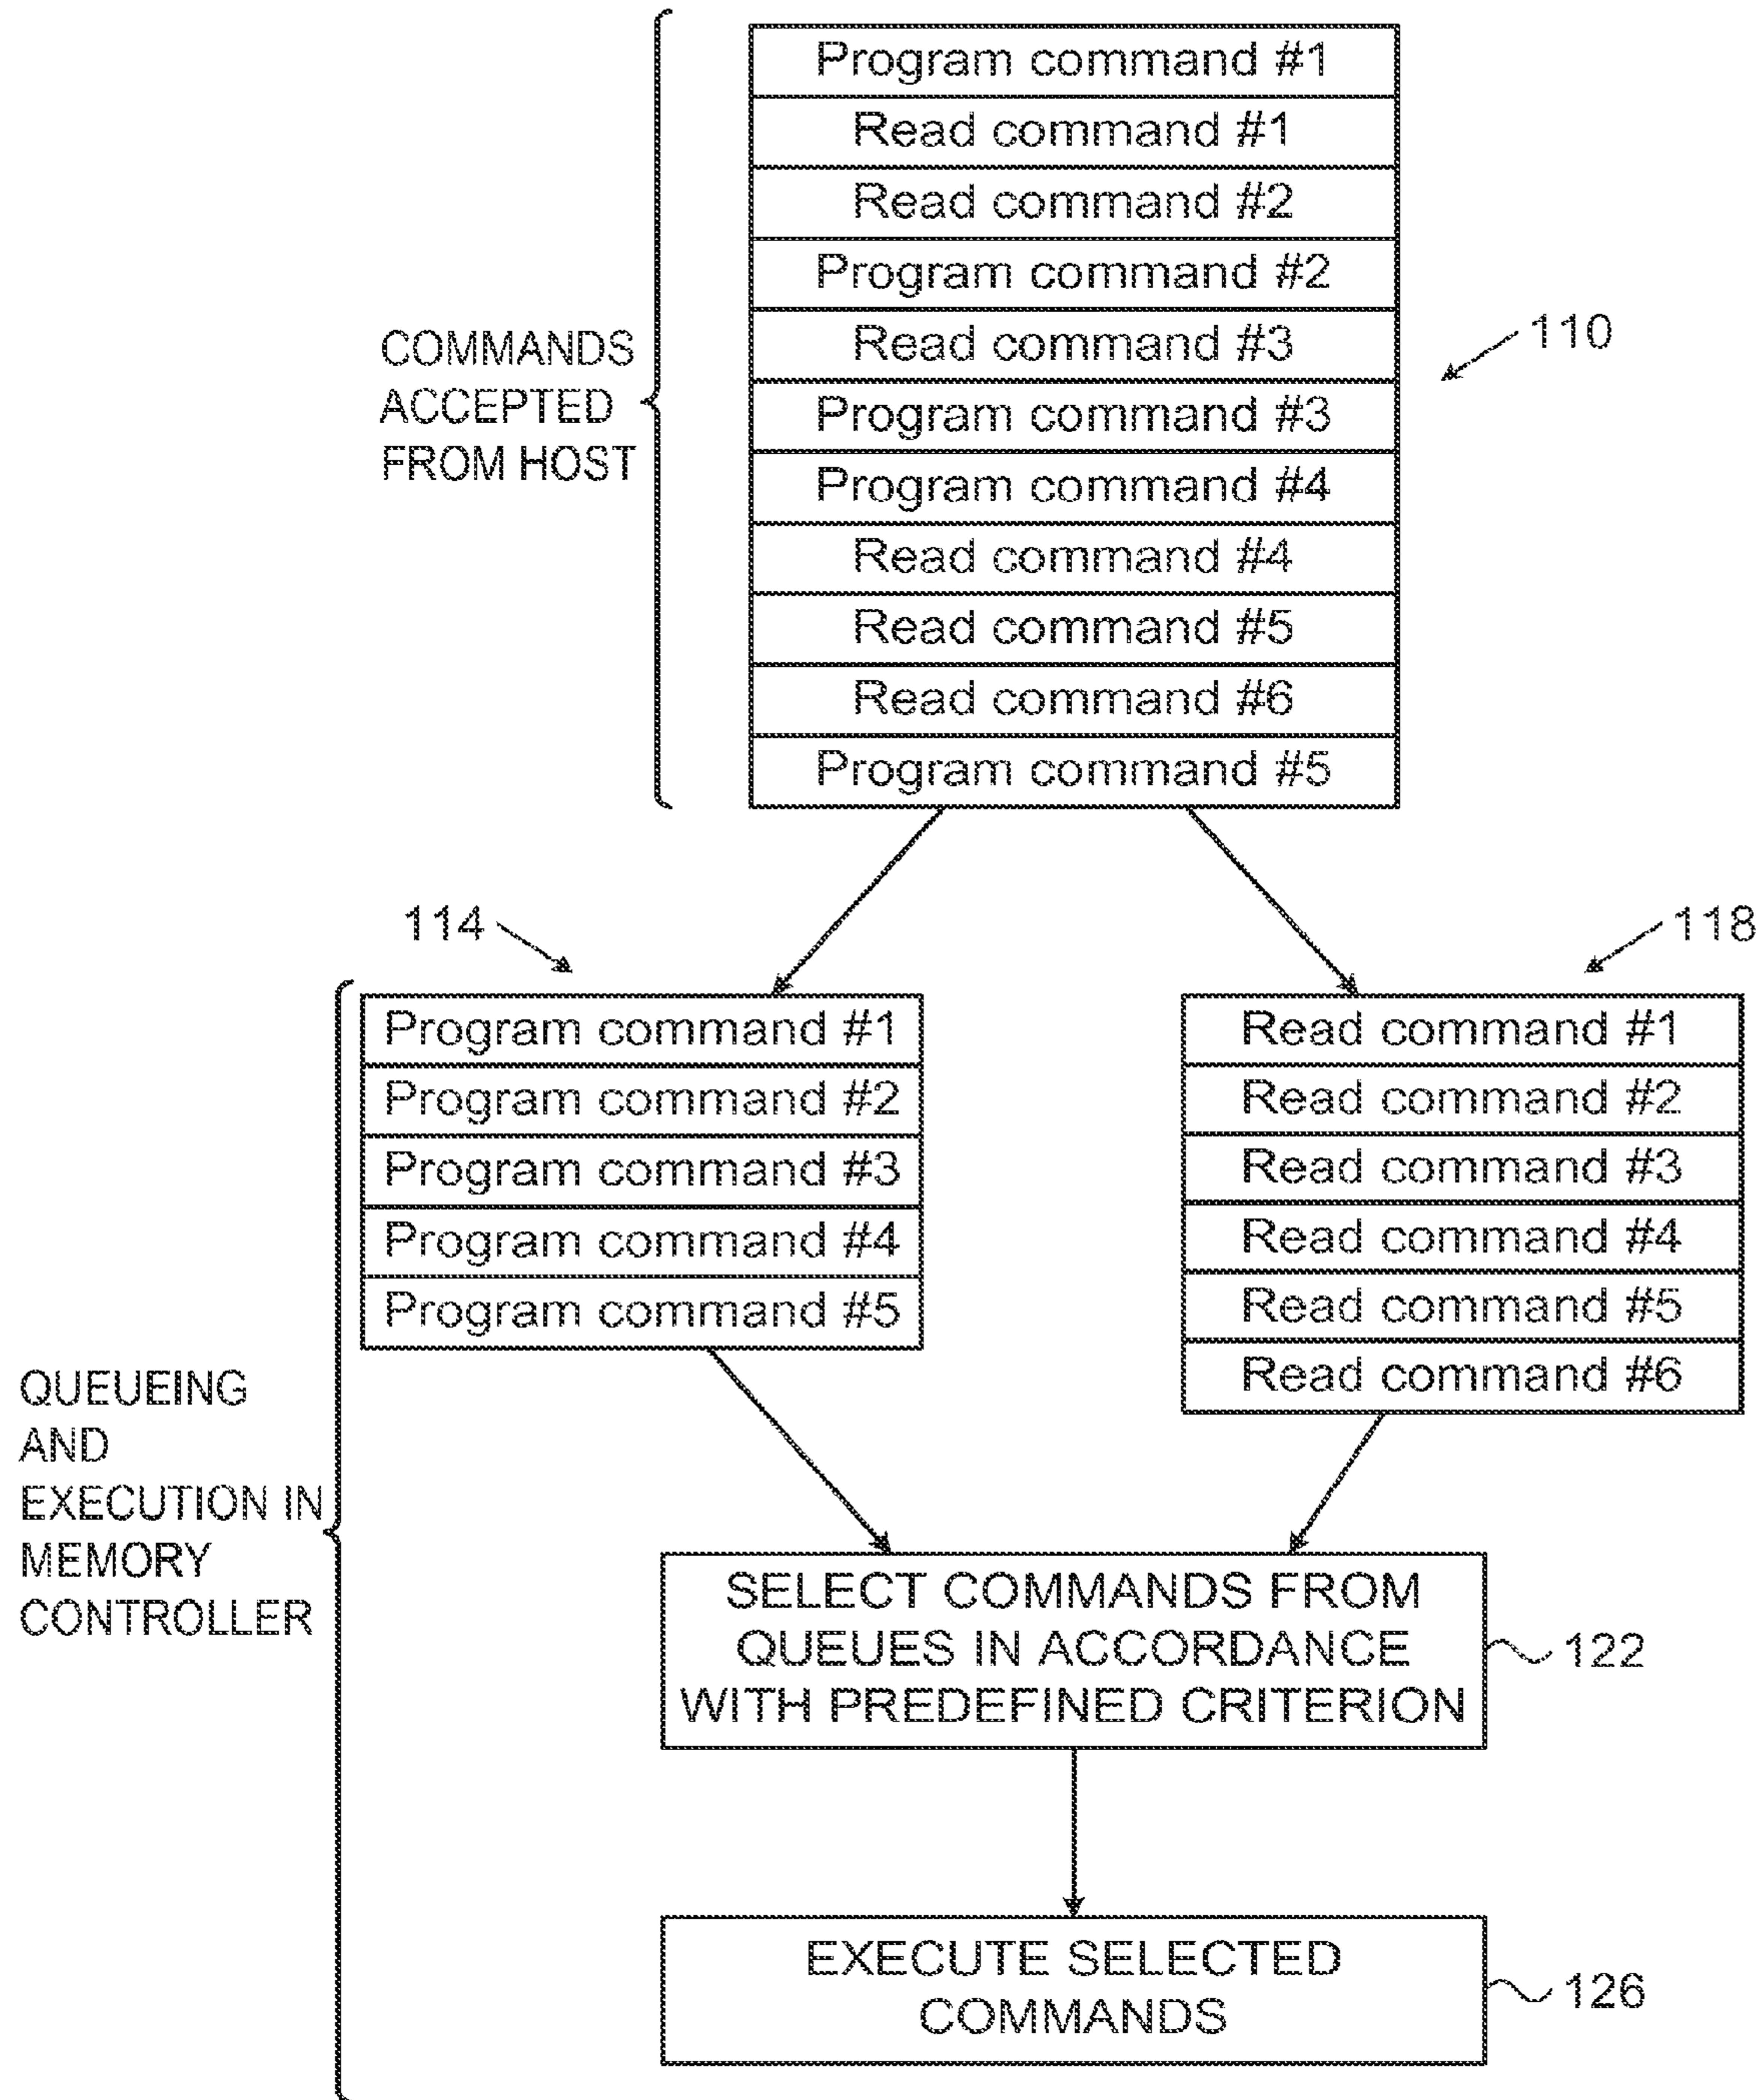 Program command #1
Read command #1
Read command #2
Program command #2
Read command #3
Program command #3
Program command #4
Read command #4
Read command #5
Read command #6
Program command #5
COMMANDS
ACCEPTED
FROM HOST
110
114
118
Program command #1
Program command #2
Program command #3
Program command #4
Program command #5
Read command #1
Read command #2
Read command #3
Read command #4
Read command #5
Read command #6
QUEUEING
AND
EXECUTION IN
MEMORY
CONTROLLER
SELECT COMMANDS FROM
QUEUES IN ACCORDANCE
WITH PREDEFINED CRITERION
122
EXECUTE SELECTED
COMMANDS
126